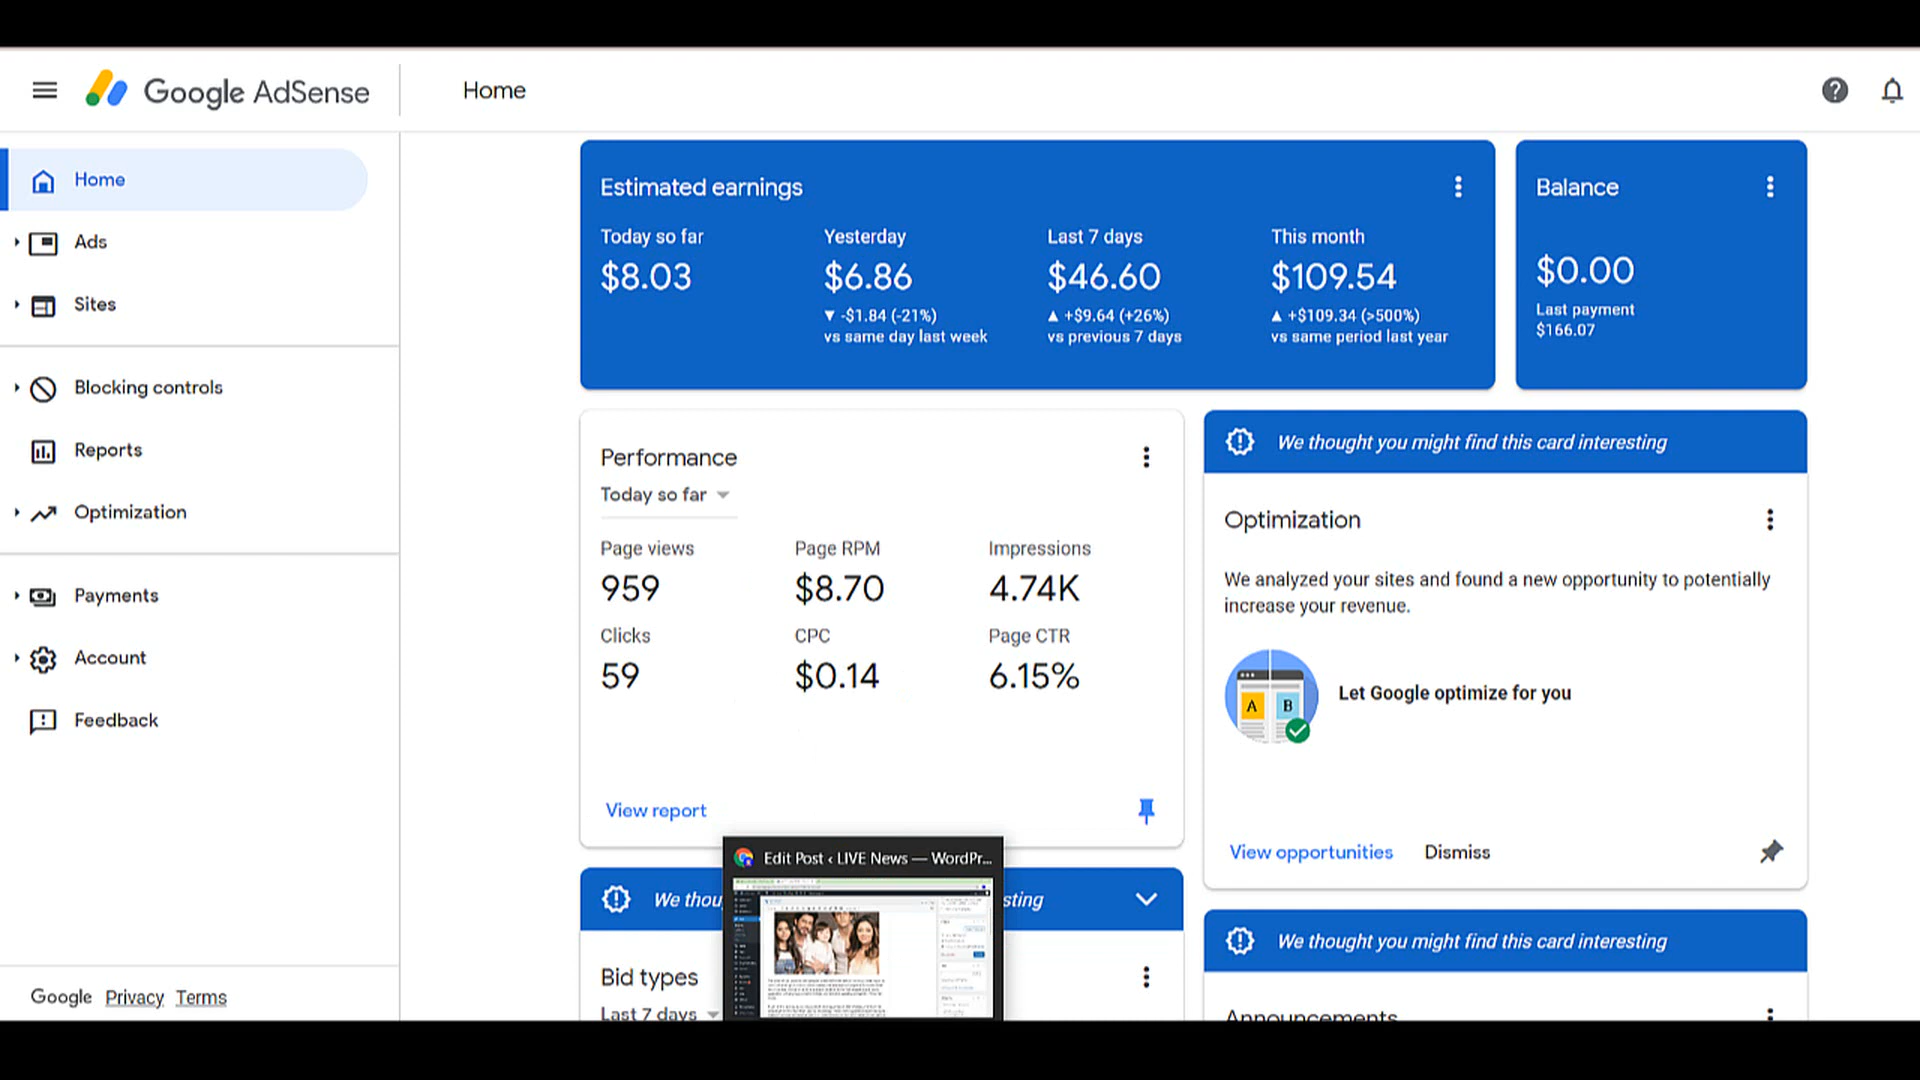 Google AdSense
Home
Home
Ads
Sites
Blocking controls
Reports
Optimization
Payments
Account
Feedback
Google Privacy Terms
Estimated earnings
Today so far
$8.03
Yesterday
$6.86
▼ -$1.84 (-21%)
vs same day last week
Last 7 days
$46.60
▲ +$9.64 (+26%)
vs previous 7 days
This month
$109.54
▲ +$109.34 (>500%)
vs same period last year
Balance
$0.00
Last payment
$166.07
Performance
Today so far
Page views
959
Page RPM
$8.70
Impressions
4.74K
Clicks
59
CPC
$0.14
Page CTR
6.15%
View report
We thought you might find this card interesting
Optimization
We analyzed your sites and found a new opportunity to potentially
increase your revenue.
A B
Let Google optimize for you
View opportunities Dismiss
Edit Post ‹ LIVE News — WordPr...
We thou
sting
Bid types
Last 7 days
We thought you might find this card interesting
Announcements